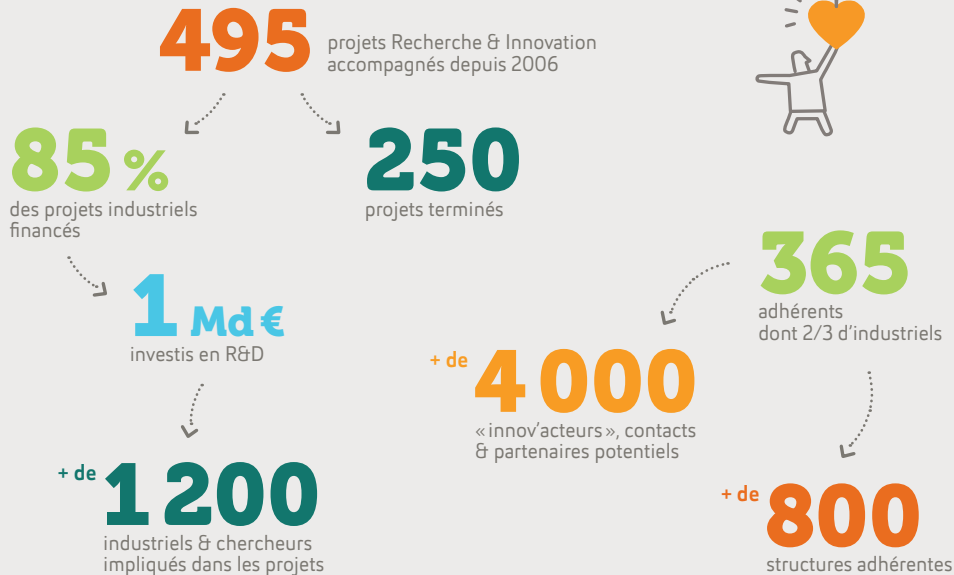 495
projets Recherche & Innovation
accompagnés depuis 2006
85 %
des projets industriels
financés
250
projets terminés
1 Md €
investis en R&D
+ de 1 200
industriels & chercheurs
impliqués dans les projets
365
adhérents
dont 2/3 d'industriels
+ de 4 000
« innov'acteurs », contacts
& partenaires potentiels
+ de 800
structures adhérentes